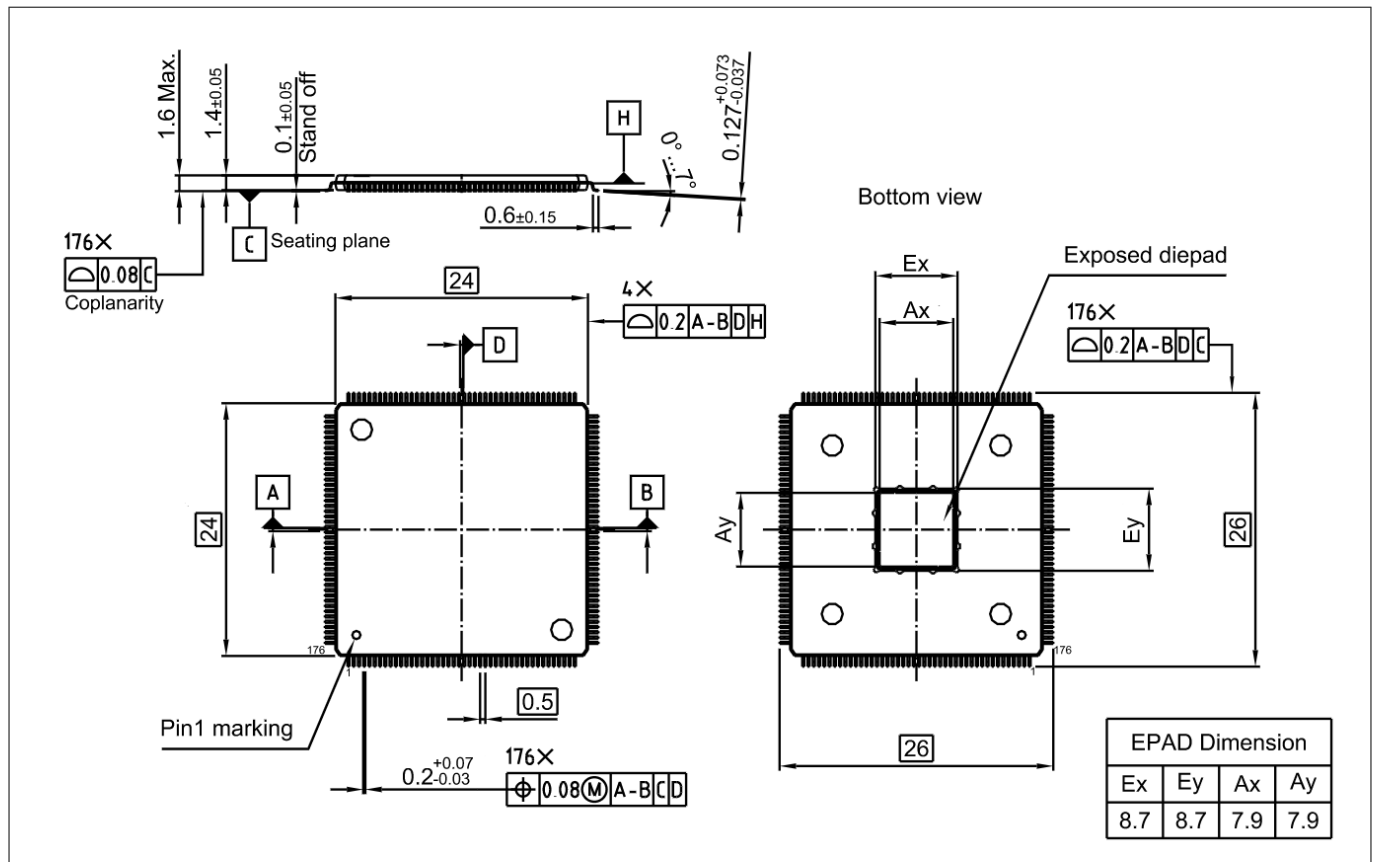 1.6 Max.
1.4±0.05
0.1±0.05
Stand off
H
0°...7°
0.127 +0.073 -0.037
0.6±0.15
C
Seating plane
176×
⌓ 0.08 C
Coplanarity
Bottom view
Exposed diepad
24
4×
⌓ 0.2 A-B D H
D
Ex
Ax
176×
⌓ 0.2 A-B D C
A
B
24
Ay
Ey
26
176
1
176
1
Pin1 marking
0.5
0.2 +0.07 -0.03
176×
⌖ 0.08 Ⓜ A-B C D
26
EPAD Dimension
Ex Ey Ax Ay
8.7 8.7 7.9 7.9